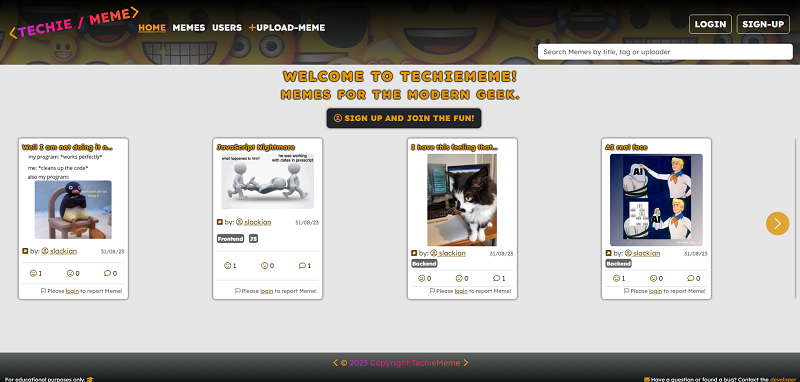 <TECHIE / MEME>
HOME MEMES USERS +UPLOAD-MEME
LOGIN SIGN-UP
Search Memes by title, tag or uploader
WELCOME TO TECHIEMEME!
MEMES FOR THE MODERN GEEK.
SIGN UP AND JOIN THE FUN!
Well I am not doing it n...
my program: *works perfectly*
me: *cleans up the code*
also my program:
by: slackian 31/08/23
1 0 0
Please login to report Meme!
JavaScript Nightmare
what happened to him?
he was working
with dates in javascript
by: slackian 31/08/23
Frontend JS
1 0 1
Please login to report Meme!
I have this feeling that...
by: slackian 31/08/23
Backend
0 0 1
Please login to report Meme!
AI real face
AI
AI
by: slackian 31/08/23
Backend
1 0 0
Please login to report Meme!
< © 2023 Copyright TechieMeme >
For educational purposes only.
Have a question or found a bug? Contact the developer